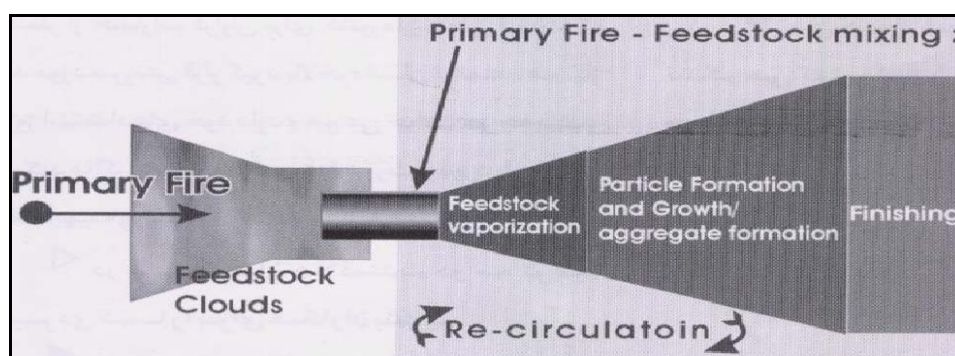 Primary Fire - Feedstock mixing
Primary Fire
Feedstock
vaporization
Particle Formation
and Growth/
aggregate formation
Finishing
Feedstock
Clouds
Re-circulatoin